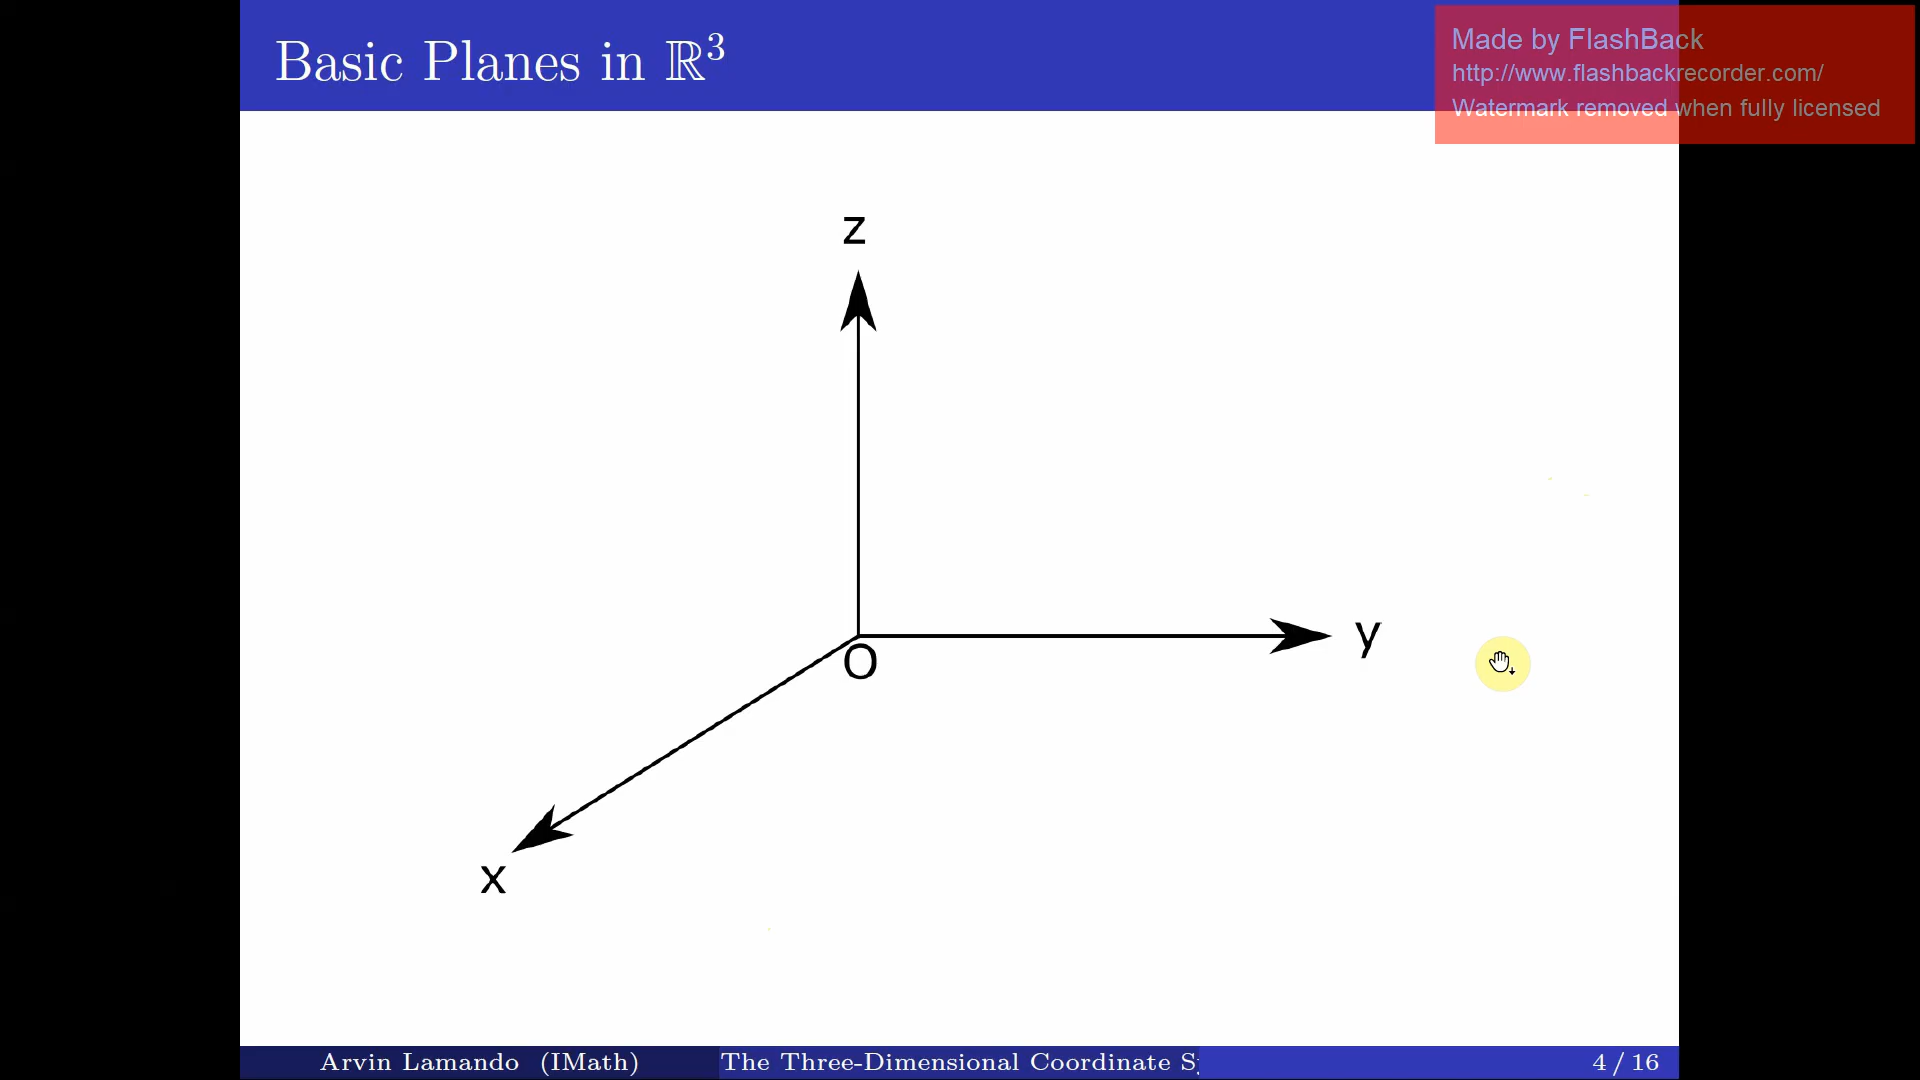 Basic Planes in ℝ³
Made by FlashBack
http://www.flashbackrecorder.com/
Watermark removed when fully licensed
z
y
O
x
Arvin Lamando (IMath)
The Three-Dimensional Coordinate Sy
4 / 16